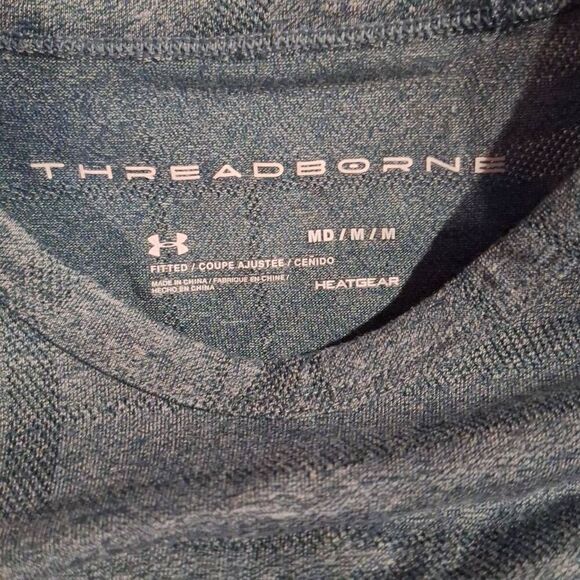 THREADBORNE
MD / M / M
FITTED / COUPE AJUSTÉE / CEÑIDO
MADE IN CHINA / FABRIQUÉ EN CHINE /
HECHO EN CHINA
HEATGEAR